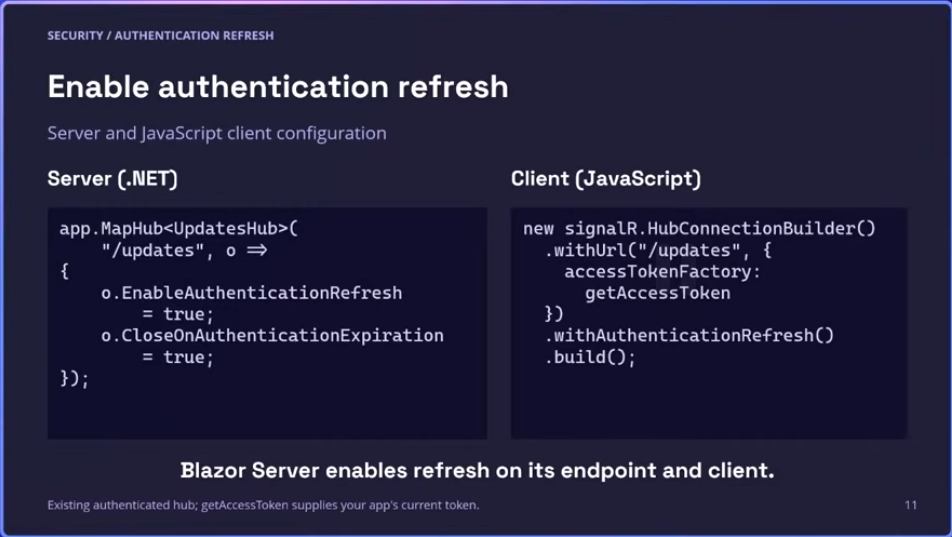 SECURITY / AUTHENTICATION REFRESH
Enable authentication refresh
Server and JavaScript client configuration
Server (.NET)
app.MapHub<UpdatesHub>(
    "/updates", o =>
{
    o.EnableAuthenticationRefresh
        = true;
    o.CloseOnAuthenticationExpiration
        = true;
});
Client (JavaScript)
new signalR.HubConnectionBuilder()
  .withUrl("/updates", {
    accessTokenFactory:
      getAccessToken
  })
  .withAuthenticationRefresh()
  .build();
Blazor Server enables refresh on its endpoint and client.
Existing authenticated hub; getAccessToken supplies your app's current token.
11